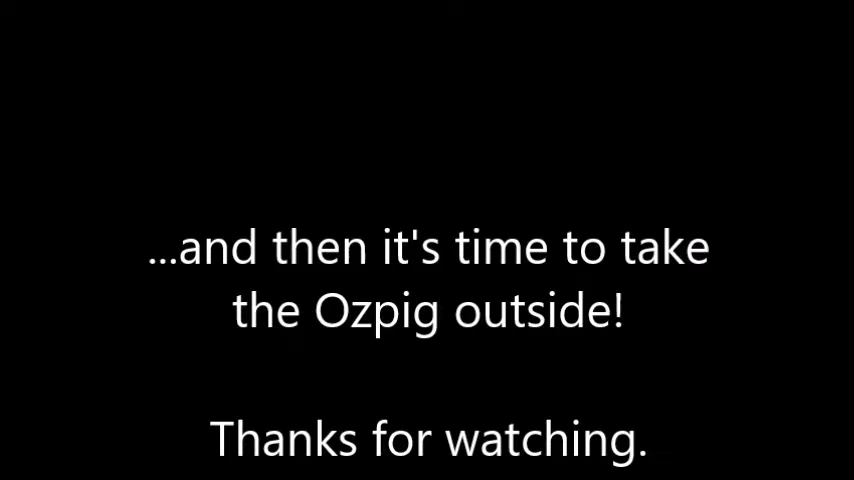 ...and then it's time to take
the Ozpig outside!
Thanks for watching.